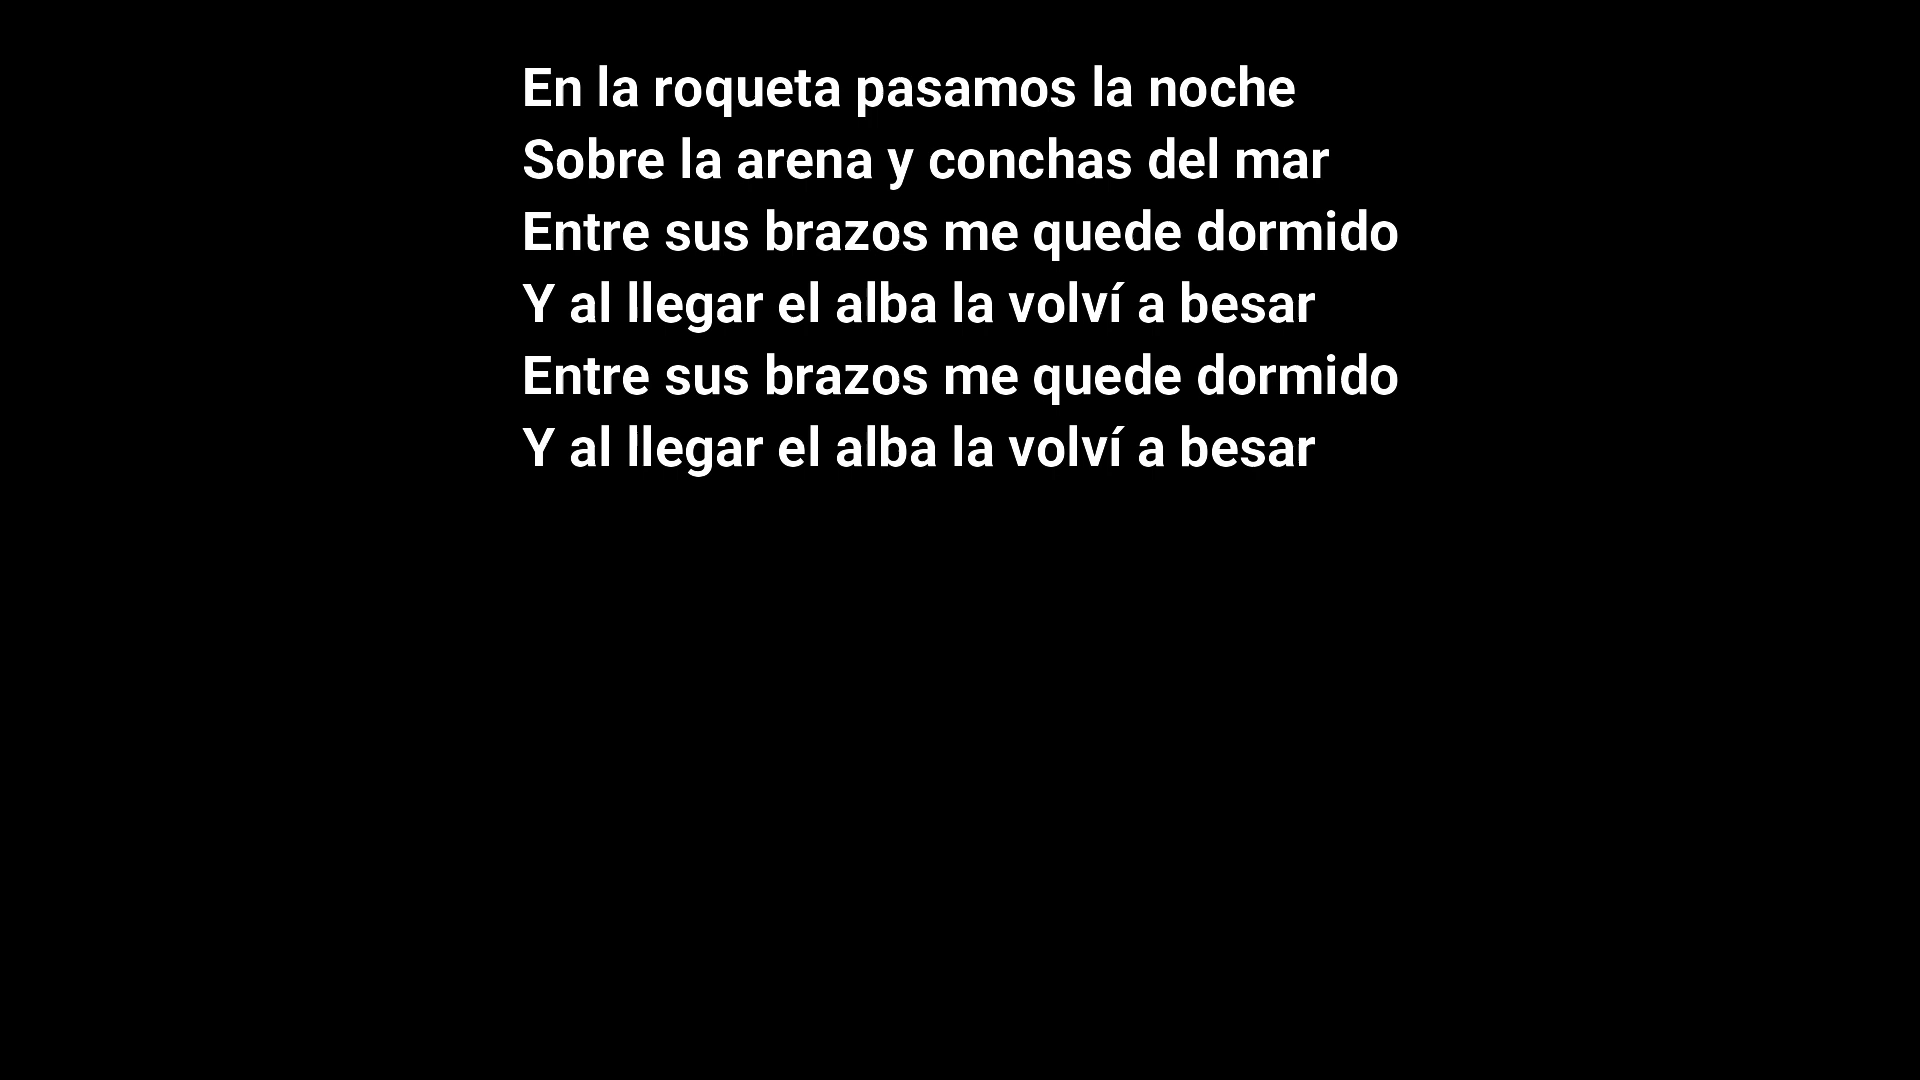 En la roqueta pasamos la noche
Sobre la arena y conchas del mar
Entre sus brazos me quede dormido
Y al llegar el alba la volví a besar
Entre sus brazos me quede dormido
Y al llegar el alba la volví a besar